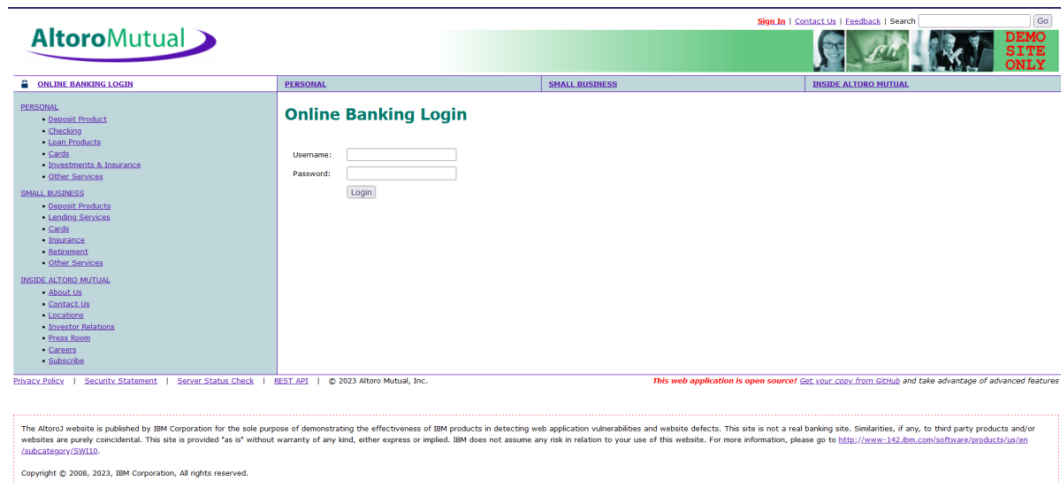 Sign In | Contact Us | Feedback | Search Go
AltoroMutual
DEMO
SITE
ONLY
ONLINE BANKING LOGIN PERSONAL SMALL BUSINESS INSIDE ALTORO MUTUAL
PERSONAL
• Deposit Product
• Checking
• Loan Products
• Cards
• Investments & Insurance
• Other Services
SMALL BUSINESS
• Deposit Products
• Lending Services
• Cards
• Insurance
• Retirement
• Other Services
INSIDE ALTORO MUTUAL
• About Us
• Contact Us
• Locations
• Investor Relations
• Press Room
• Careers
• Subscribe
Online Banking Login
Username:
Password:
Login
Privacy Policy | Security Statement | Server Status Check | REST API | © 2023 Altoro Mutual, Inc. This web application is open source! Get your copy from GitHub and take advantage of advanced features
The AltoroJ website is published by IBM Corporation for the sole purpose of demonstrating the effectiveness of IBM products in detecting web application vulnerabilities and website defects. This site is not a real banking site. Similarities, if any, to third party products and/or
websites are purely coincidental. This site is provided "as is" without warranty of any kind, either express or implied. IBM does not assume any risk in relation to your use of this website. For more information, please go to http://www-142.ibm.com/software/products/us/en
/subcategory/SWI10.
Copyright © 2008, 2023, IBM Corporation, All rights reserved.